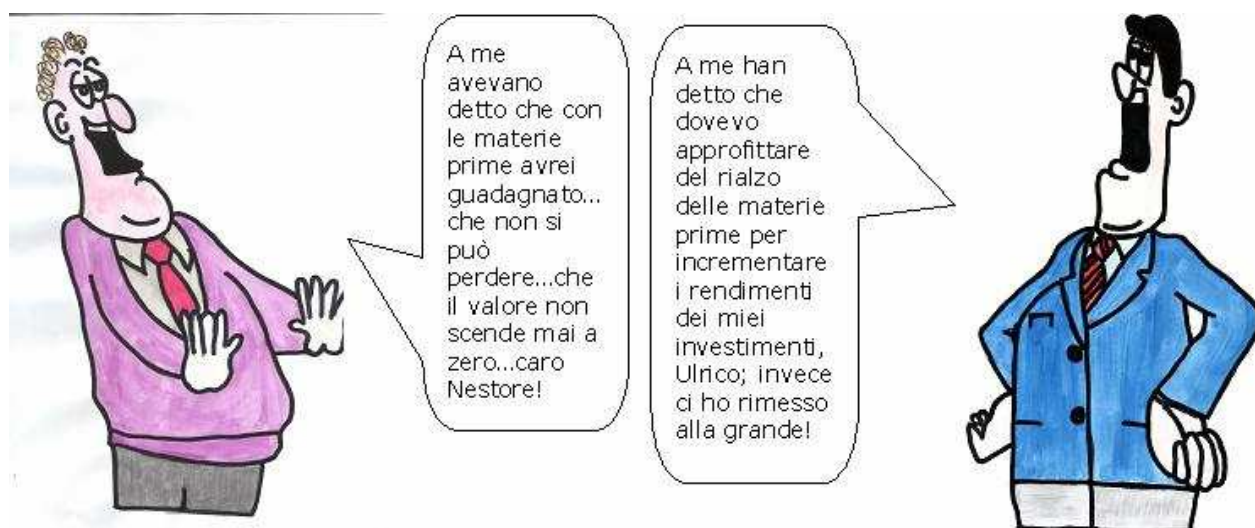 A me
avevano
detto che con
le materie
prime avrei
guadagnato...
che non si
può
perdere...che
il valore non
scende mai a
zero...caro
Nestore!
A me han
detto che
dovevo
approfittare
del rialzo
delle materie
prime per
incrementare
i rendimenti
dei miei
investimenti,
Ulrico; invece
ci ho rimesso
alla grande!